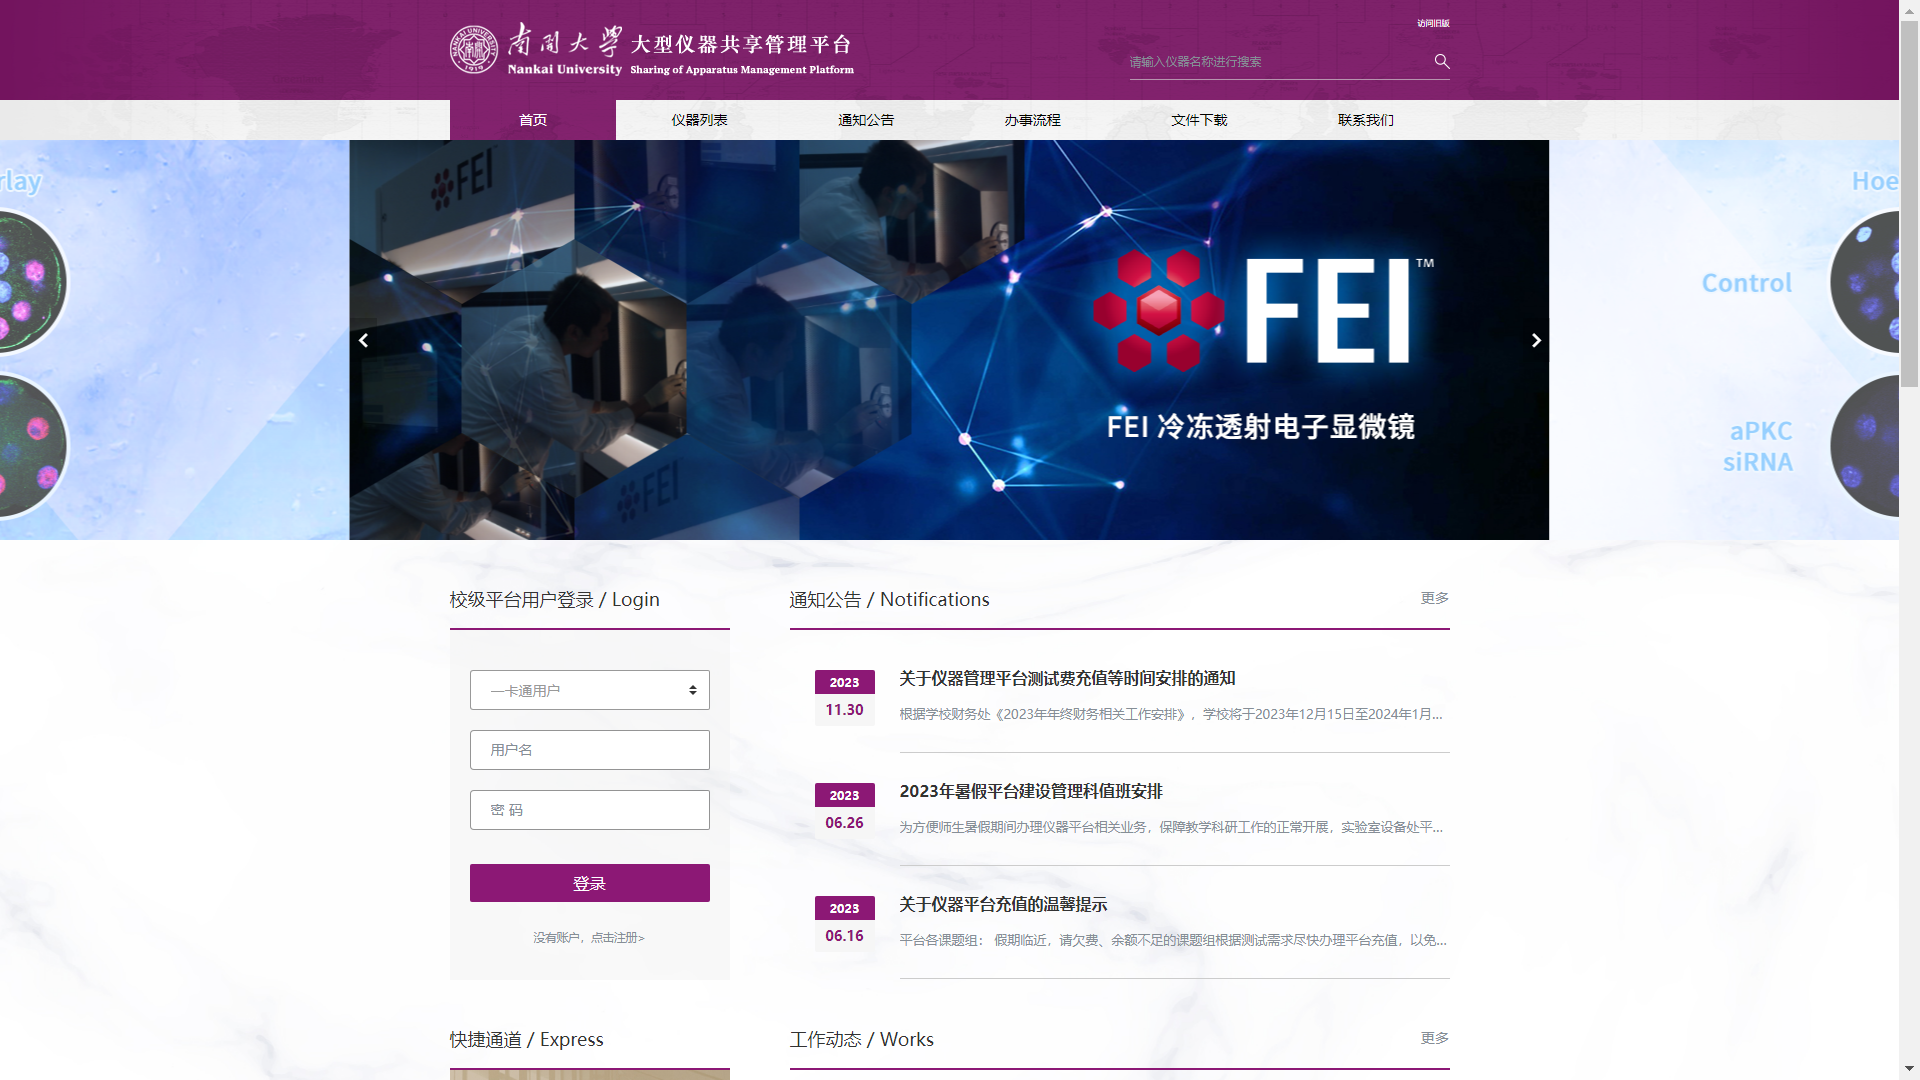 南开大学 大型仪器共享管理平台
Nankai University Sharing of Apparatus Management Platform
NANKAI UNIVERSITY
1919
访问旧版
请输入仪器名称进行搜索
首页 仪器列表 通知公告 办事流程 文件下载 联系我们
rlay
FEI
FEI™
FEI 冷冻透射电子显微镜
FEI
Hoe
Control
aPKC
siRNA
校级平台用户登录 / Login
一卡通用户
用户名
密 码
登录
没有账户，点击注册>
通知公告 / Notifications
更多
2023
11.30
关于仪器管理平台测试费充值等时间安排的通知
根据学校财务处《2023年年终财务相关工作安排》，学校将于2023年12月15日至2024年1月...
2023
06.26
2023年暑假平台建设管理科值班安排
为方便师生暑假期间办理仪器平台相关业务，保障教学科研工作的正常开展，实验室设备处平...
2023
06.16
关于仪器平台充值的温馨提示
平台各课题组： 假期临近，请欠费、余额不足的课题组根据测试需求尽快办理平台充值，以免...
快捷通道 / Express
工作动态 / Works
更多